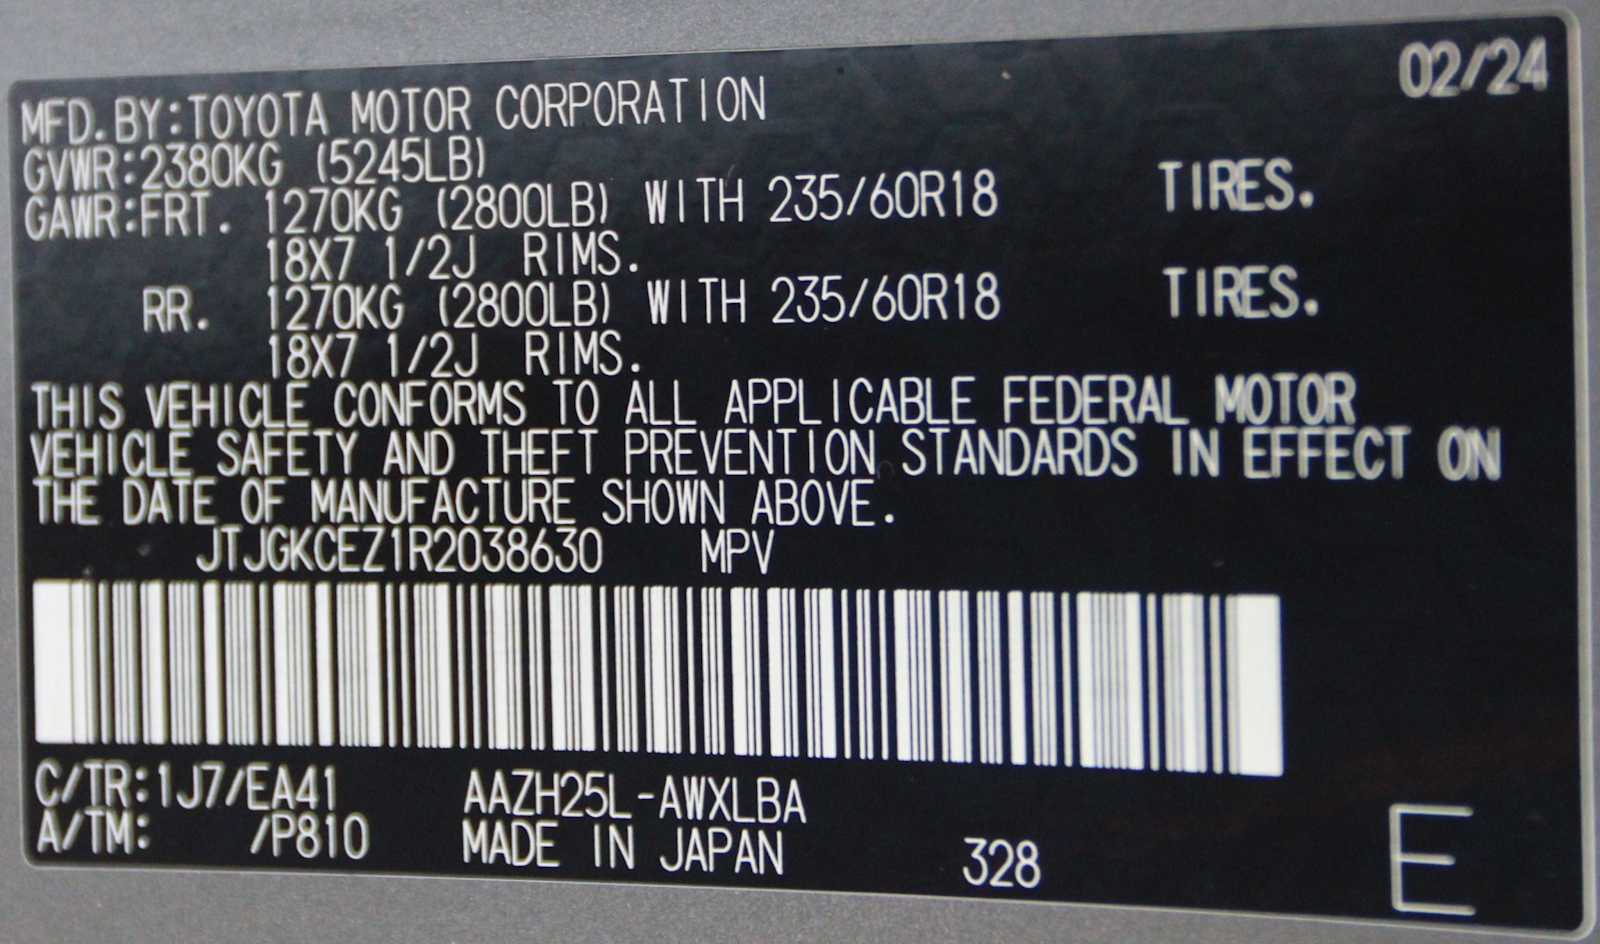 02/24
MFD.BY:TOYOTA MOTOR CORPORATION
GVWR:2380KG (5245LB)
GAWR:FRT. 1270KG (2800LB) WITH 235/60R18 TIRES.
18X7 1/2J RIMS.
RR. 1270KG (2800LB) WITH 235/60R18 TIRES.
18X7 1/2J RIMS.
THIS VEHICLE CONFORMS TO ALL APPLICABLE FEDERAL MOTOR
VEHICLE SAFETY AND THEFT PREVENTION STANDARDS IN EFFECT ON
THE DATE OF MANUFACTURE SHOWN ABOVE.
JTJGKCEZ1R2038630 MPV
C/TR:1J7/EA41 AAZH25L-AWXLBA
A/TM: /P810 MADE IN JAPAN 328 E